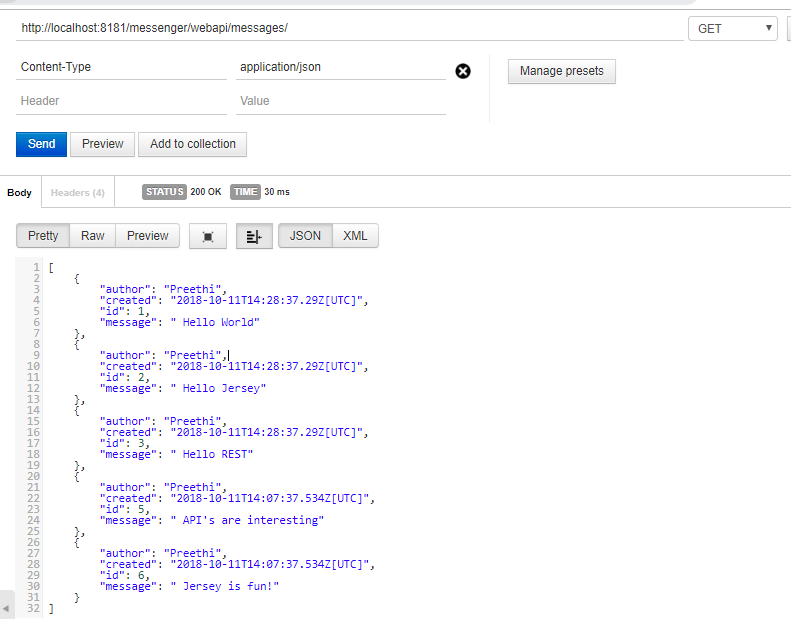 http://localhost:8181/messenger/webapi/messages/ GET
Content-Type application/json Manage presets
Header Value
Send Preview Add to collection
Body Headers (4) STATUS 200 OK TIME 30 ms
Pretty Raw Preview JSON XML
1 [
2 {
3 "author": "Preethi",
4 "created": "2018-10-11T14:28:37.29Z[UTC]",
5 "id": 1,
6 "message": " Hello World"
7 },
8 {
9 "author": "Preethi",
10 "created": "2018-10-11T14:28:37.29Z[UTC]",
11 "id": 2,
12 "message": " Hello Jersey"
13 },
14 {
15 "author": "Preethi",
16 "created": "2018-10-11T14:28:37.29Z[UTC]",
17 "id": 3,
18 "message": " Hello REST"
19 },
20 {
21 "author": "Preethi",
22 "created": "2018-10-11T14:07:37.534Z[UTC]",
23 "id": 5,
24 "message": " API's are interesting"
25 },
26 {
27 "author": "Preethi",
28 "created": "2018-10-11T14:07:37.534Z[UTC]",
29 "id": 6,
30 "message": " Jersey is fun!"
31 }
32 ]